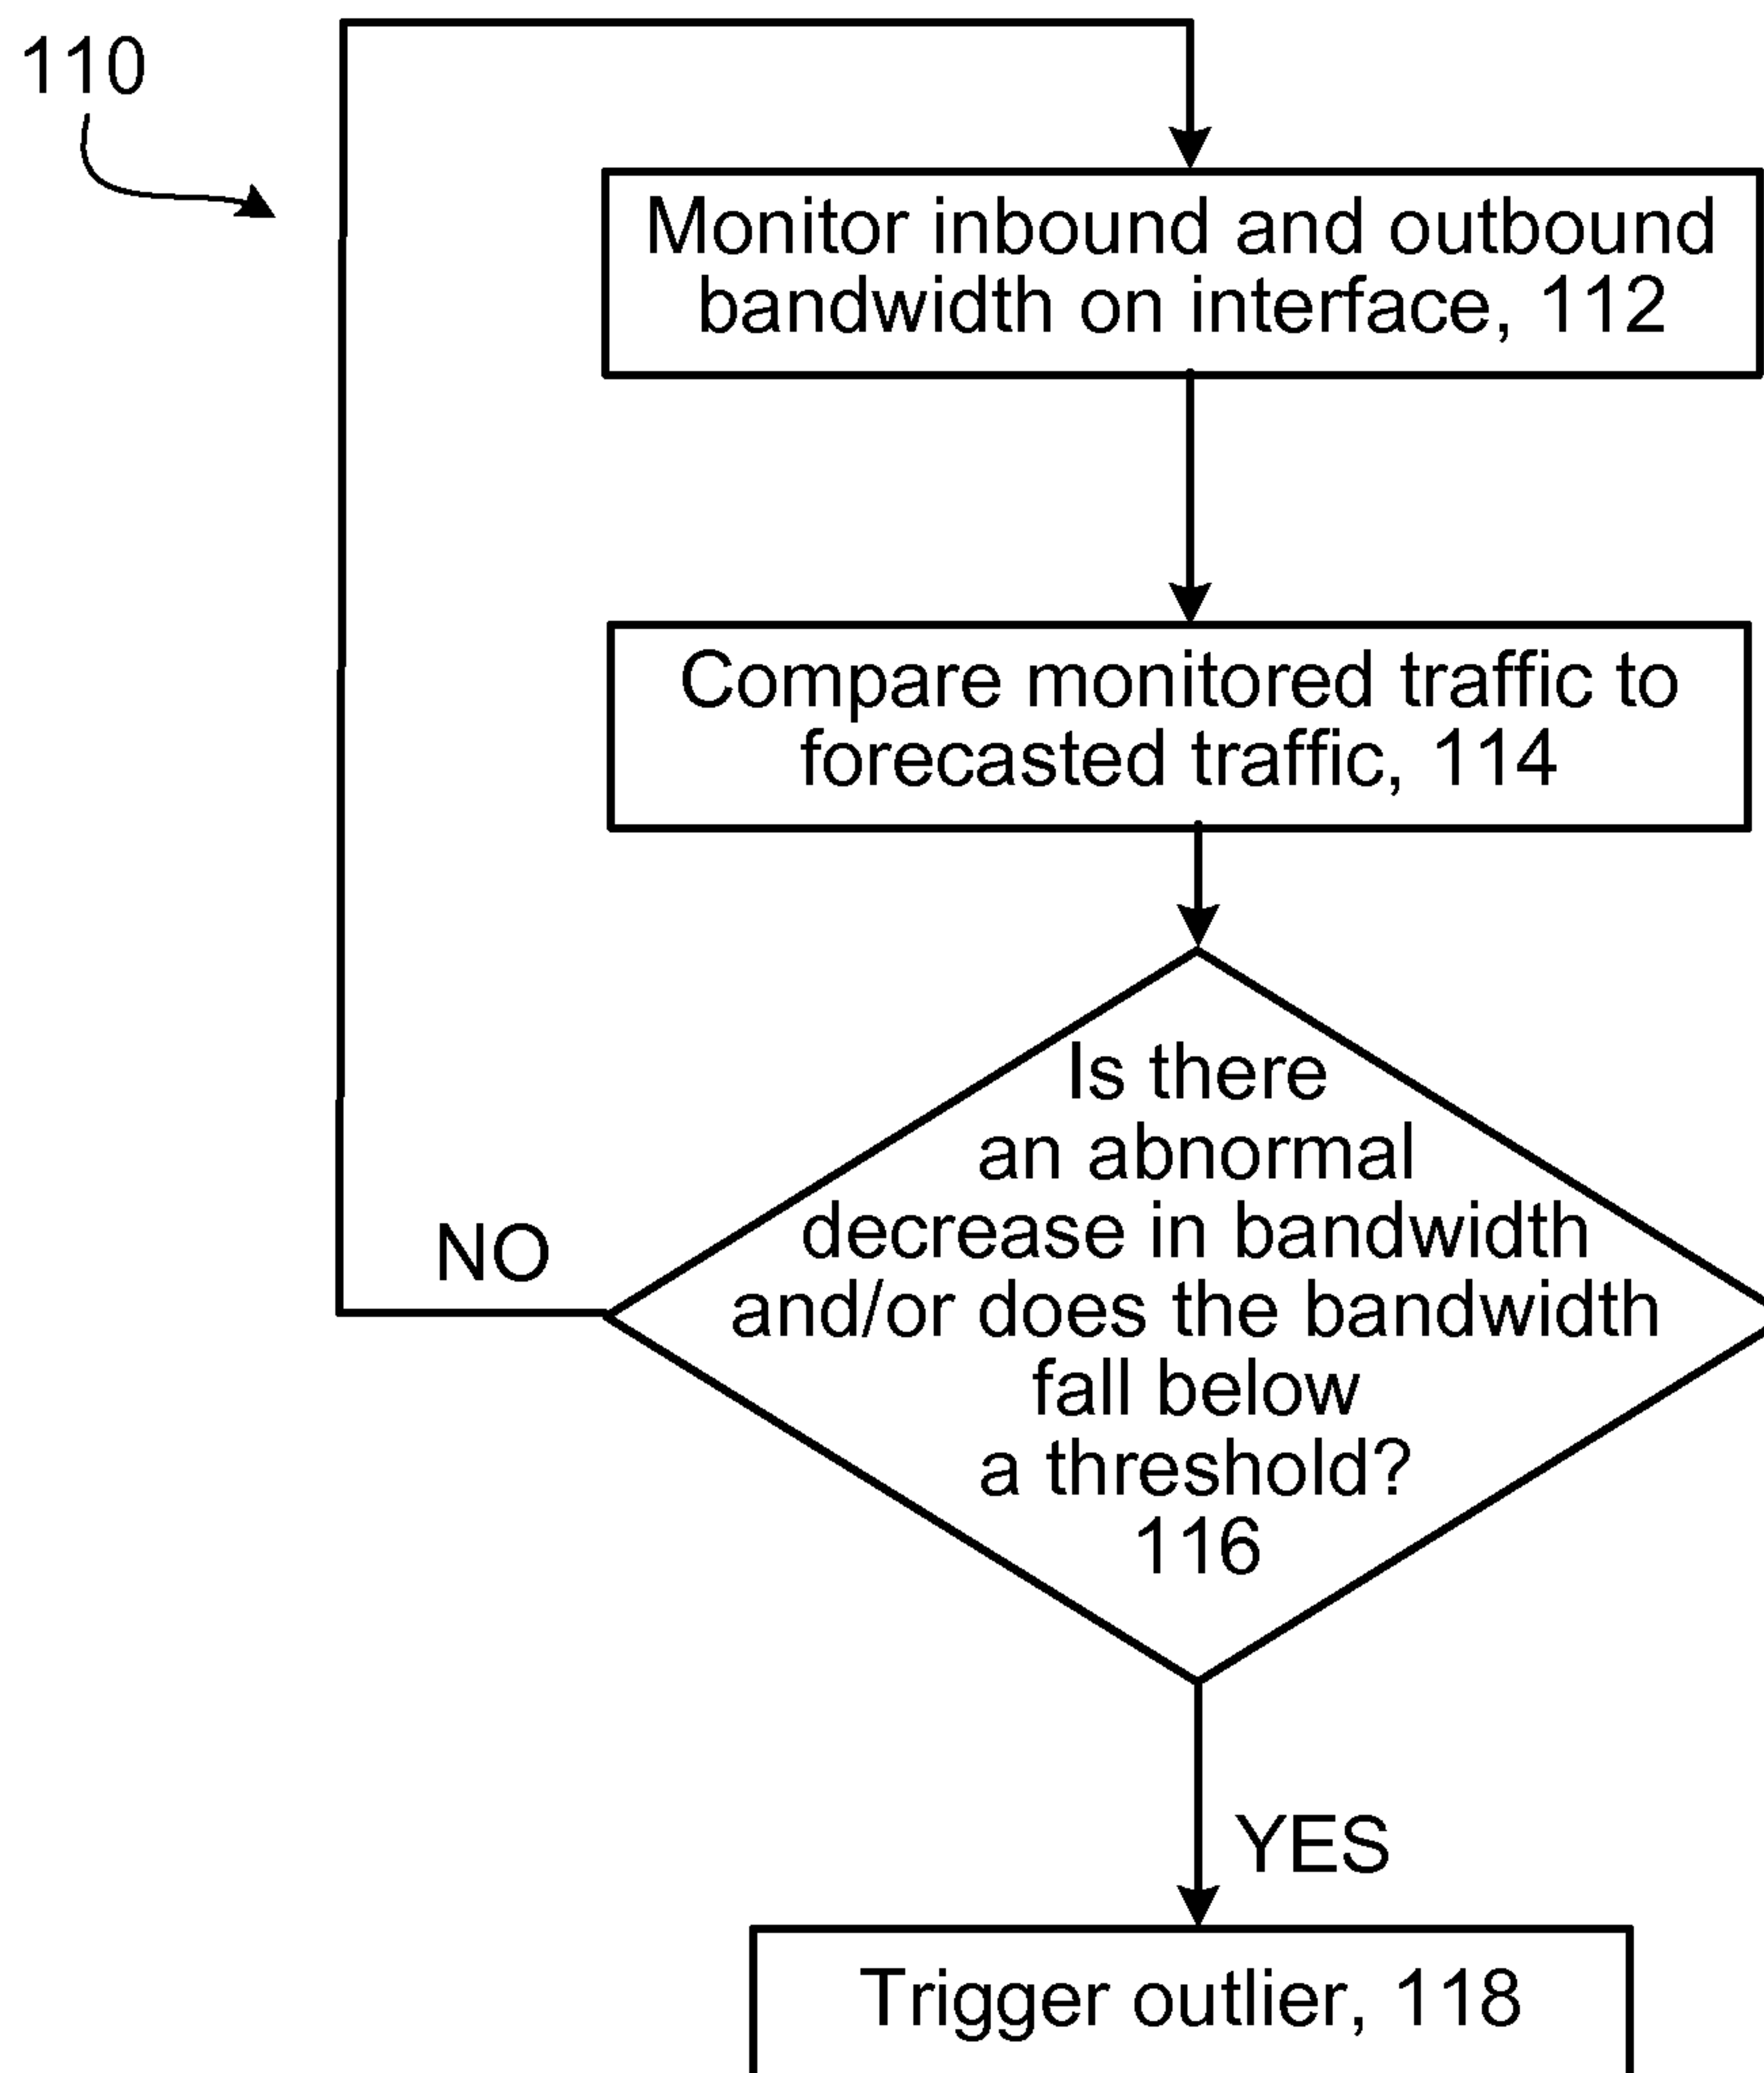 110
Monitor inbound and outbound
bandwidth on interface, 112
Compare monitored traffic to
forecasted traffic, 114
Is there
an abnormal
decrease in bandwidth
and/or does the bandwidth
fall below
a threshold?
116
NO
YES
Trigger outlier, 118